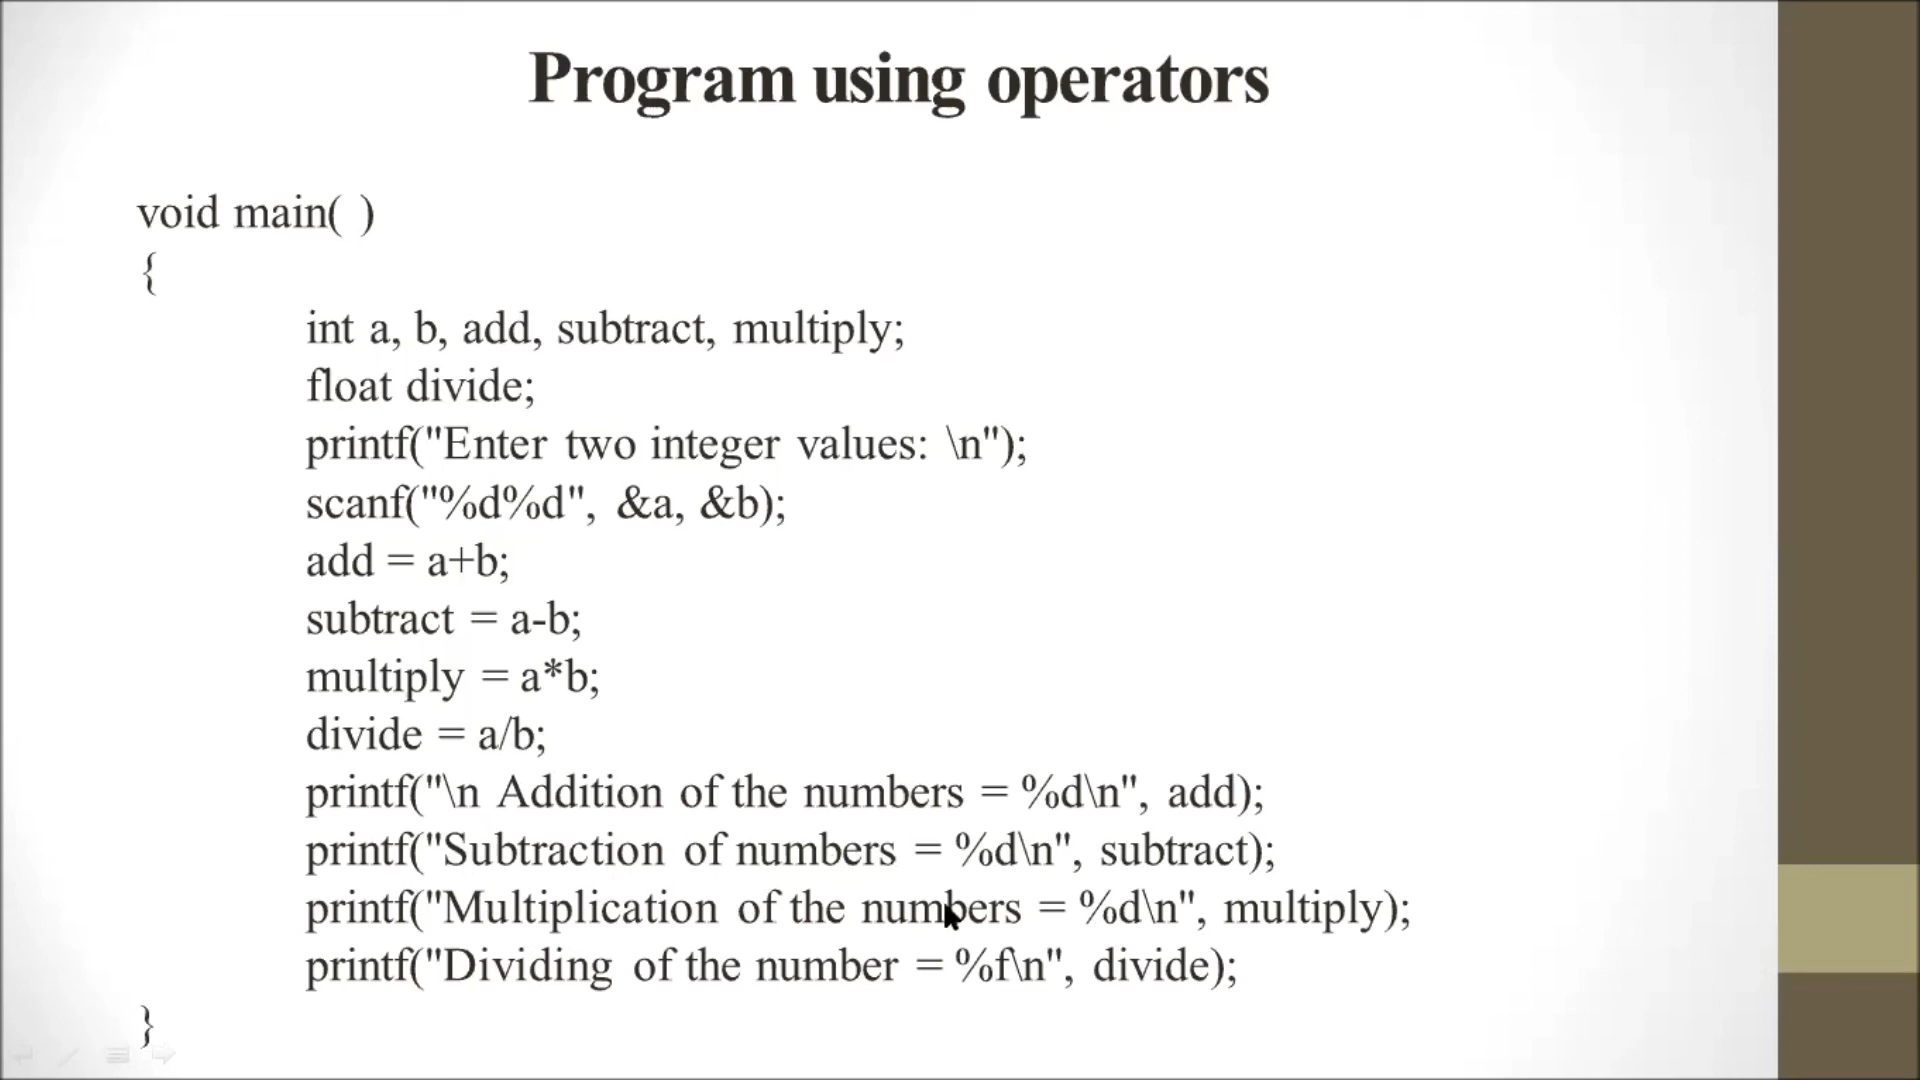 Program using operators
void main( )
{
int a, b, add, subtract, multiply;
float divide;
printf("Enter two integer values: \n");
scanf("%d%d", &a, &b);
add = a+b;
subtract = a-b;
multiply = a*b;
divide = a/b;
printf("\n Addition of the numbers = %d\n", add);
printf("Subtraction of numbers = %d\n", subtract);
printf("Multiplication of the numbers = %d\n", multiply);
printf("Dividing of the number = %f\n", divide);
}